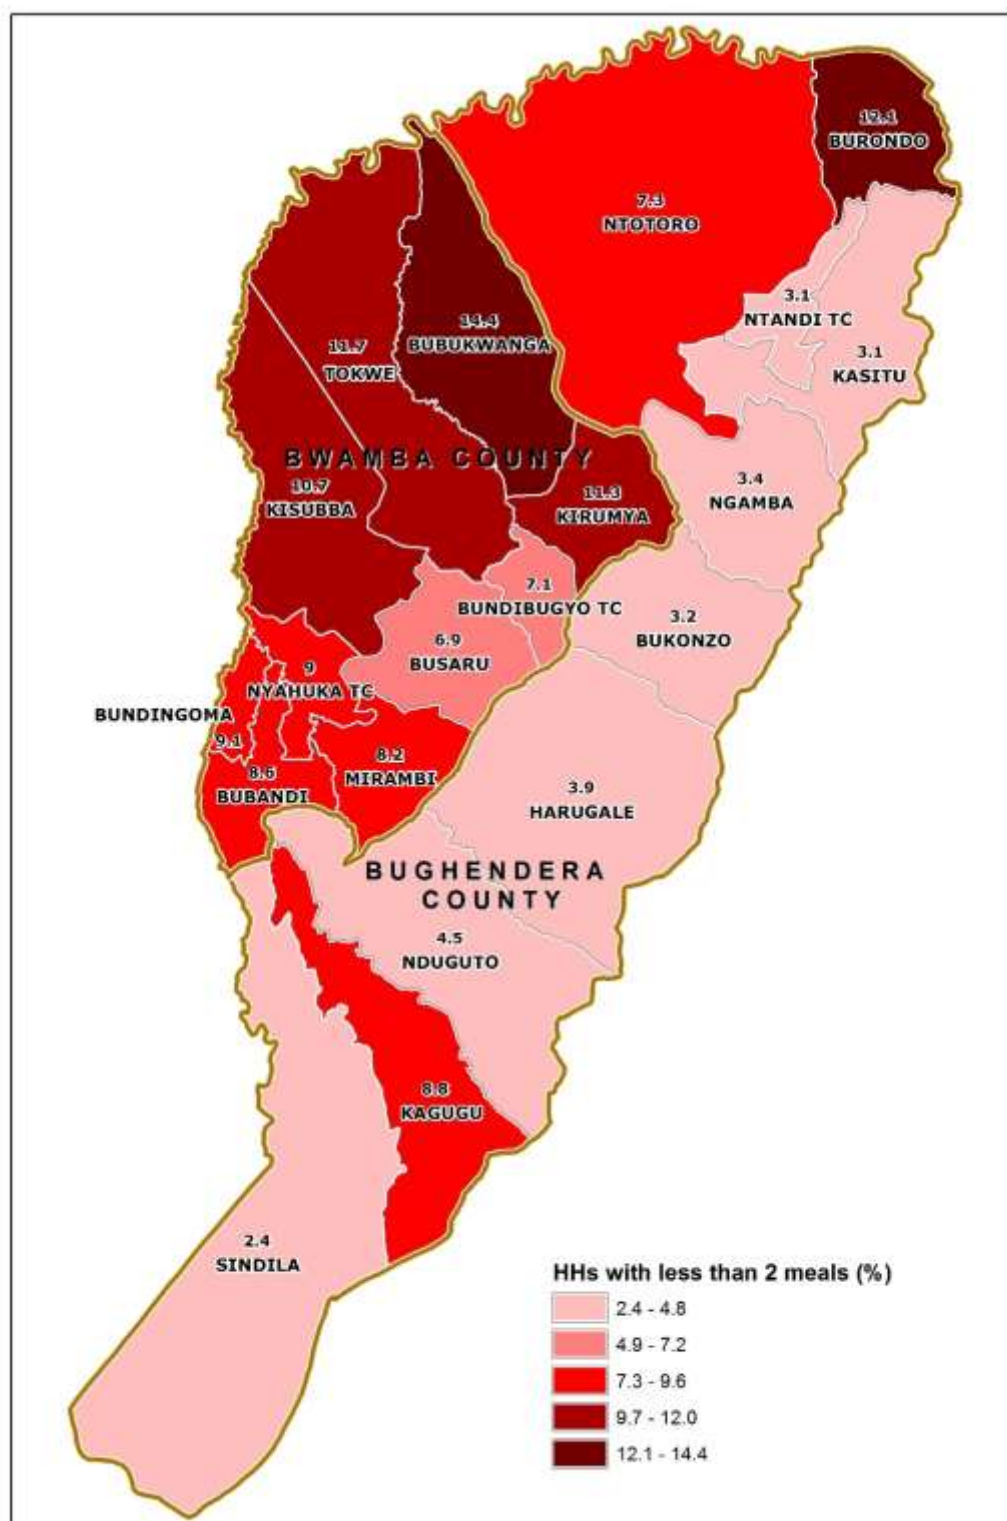 12.1
BURONDO
7.3
NTOTORO
3.1
NTANDI TC
3.1
KASITU
14.4
BUBUKWANGA
11.7
TOKWE
BWAMBA COUNTY
10.7
KISUBBA
11.3
KIRUMYA
3.4
NGAMBA
7.1
BUNDIBUGYO TC
3.2
BUKONZO
6.9
BUSARU
9
NYAHUKA TC
BUNDINGOMA
9.1
8.6
BUBANDI
8.2
MIRAMBI
3.9
HARUGALE
BUGHENDERA
COUNTY
4.5
NDUGUTO
8.8
KAGUGU
2.4
SINDILA
HHs with less than 2 meals (%)
2.4 - 4.8
4.9 - 7.2
7.3 - 9.6
9.7 - 12.0
12.1 - 14.4